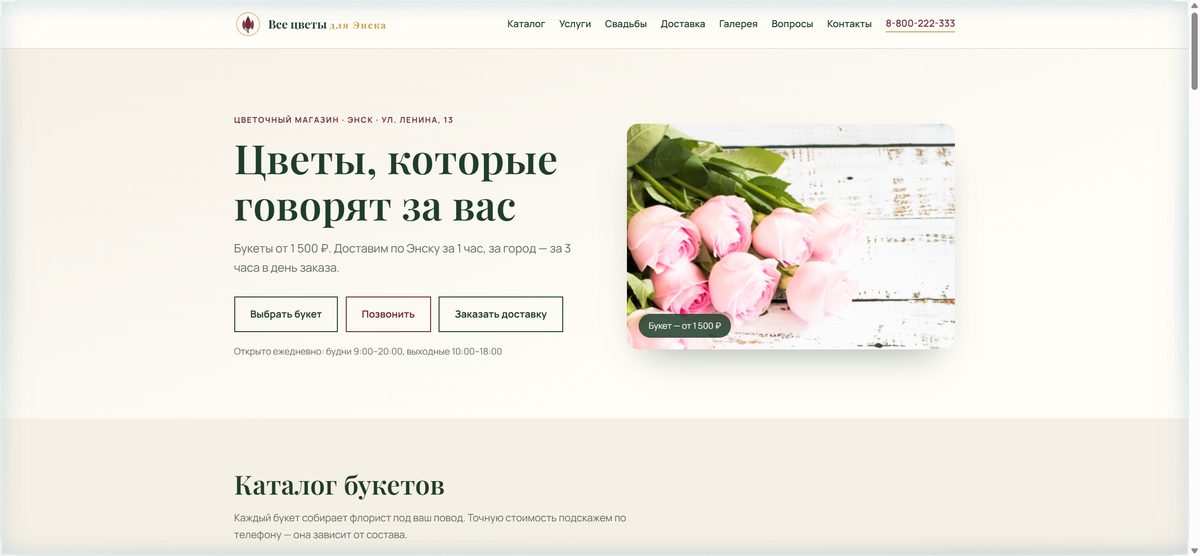 Все цветы для Энска
Каталог Услуги Свадьбы Доставка Галерея Вопросы Контакты 8-800-222-333
ЦВЕТОЧНЫЙ МАГАЗИН · ЭНСК · УЛ. ЛЕНИНА, 13
Цветы, которые
говорят за вас
Букеты от 1 500 ₽. Доставим по Энску за 1 час, за город — за 3
часа в день заказа.
Выбрать букет Позвонить Заказать доставку
Открыто ежедневно: будни 9:00–20:00, выходные 10:00–18:00
Букет — от 1 500 ₽
Каталог букетов
Каждый букет собирает флорист под ваш повод. Точную стоимость подскажем по
телефону — она зависит от состава.